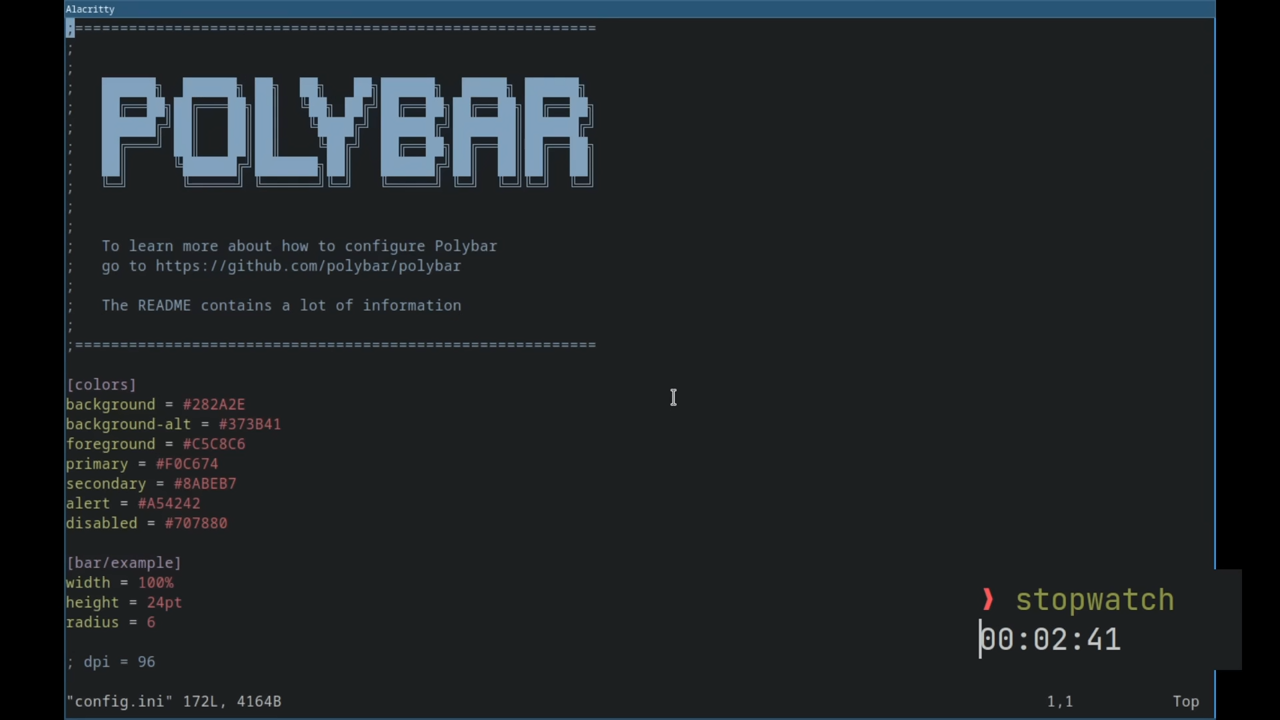 Alacritty
;==========================================================
;
;
; POLYBAR
;
;
;
;
;
;
;
; To learn more about how to configure Polybar
; go to https://github.com/polybar/polybar
;
; The README contains a lot of information
;
;==========================================================
[colors]
background = #282A2E
background-alt = #373B41
foreground = #C5C8C6
primary = #F0C674
secondary = #8ABEB7
alert = #A54242
disabled = #707880
[bar/example]
width = 100%
height = 24pt
radius = 6
; dpi = 96
"config.ini" 172L, 4164B 1,1 Top
❯ stopwatch
00:02:41